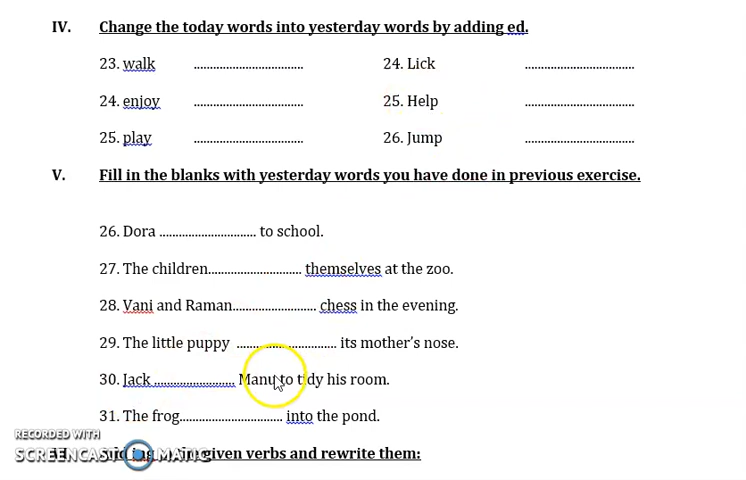 IV. Change the today words into yesterday words by adding ed.
23. walk .................................. 24. Lick ..................................
24. enjoy .................................. 25. Help ..................................
25. play .................................. 26. Jump ..................................
V. Fill in the blanks with yesterday words you have done in previous exercise.
26. Dora .............................. to school.
27. The children............................. themselves at the zoo.
28. Vani and Raman.......................... chess in the evening.
29. The little puppy ............................... its mother's nose.
30. Jack ......................... Manu to tidy his room.
31. The frog................................ into the pond.
RECORDED WITH
SCREENCAST MATIC
given verbs and rewrite them: